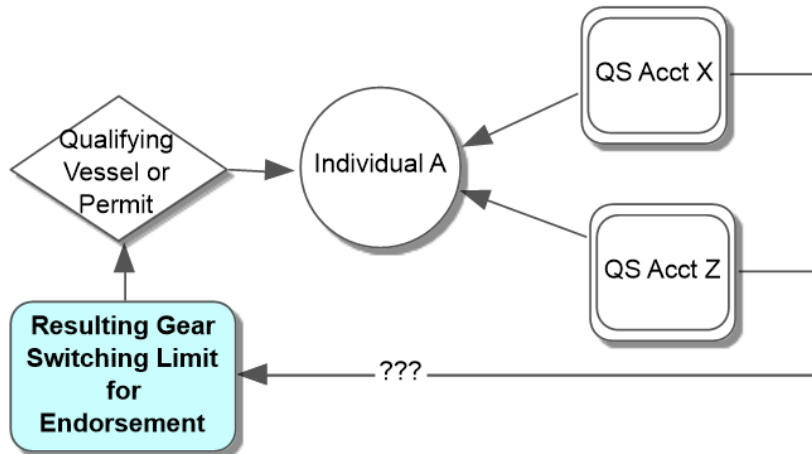 QS Acct X
Qualifying
Vessel or
Permit
Individual A
QS Acct Z
Resulting Gear
Switching Limit
for
Endorsement
???